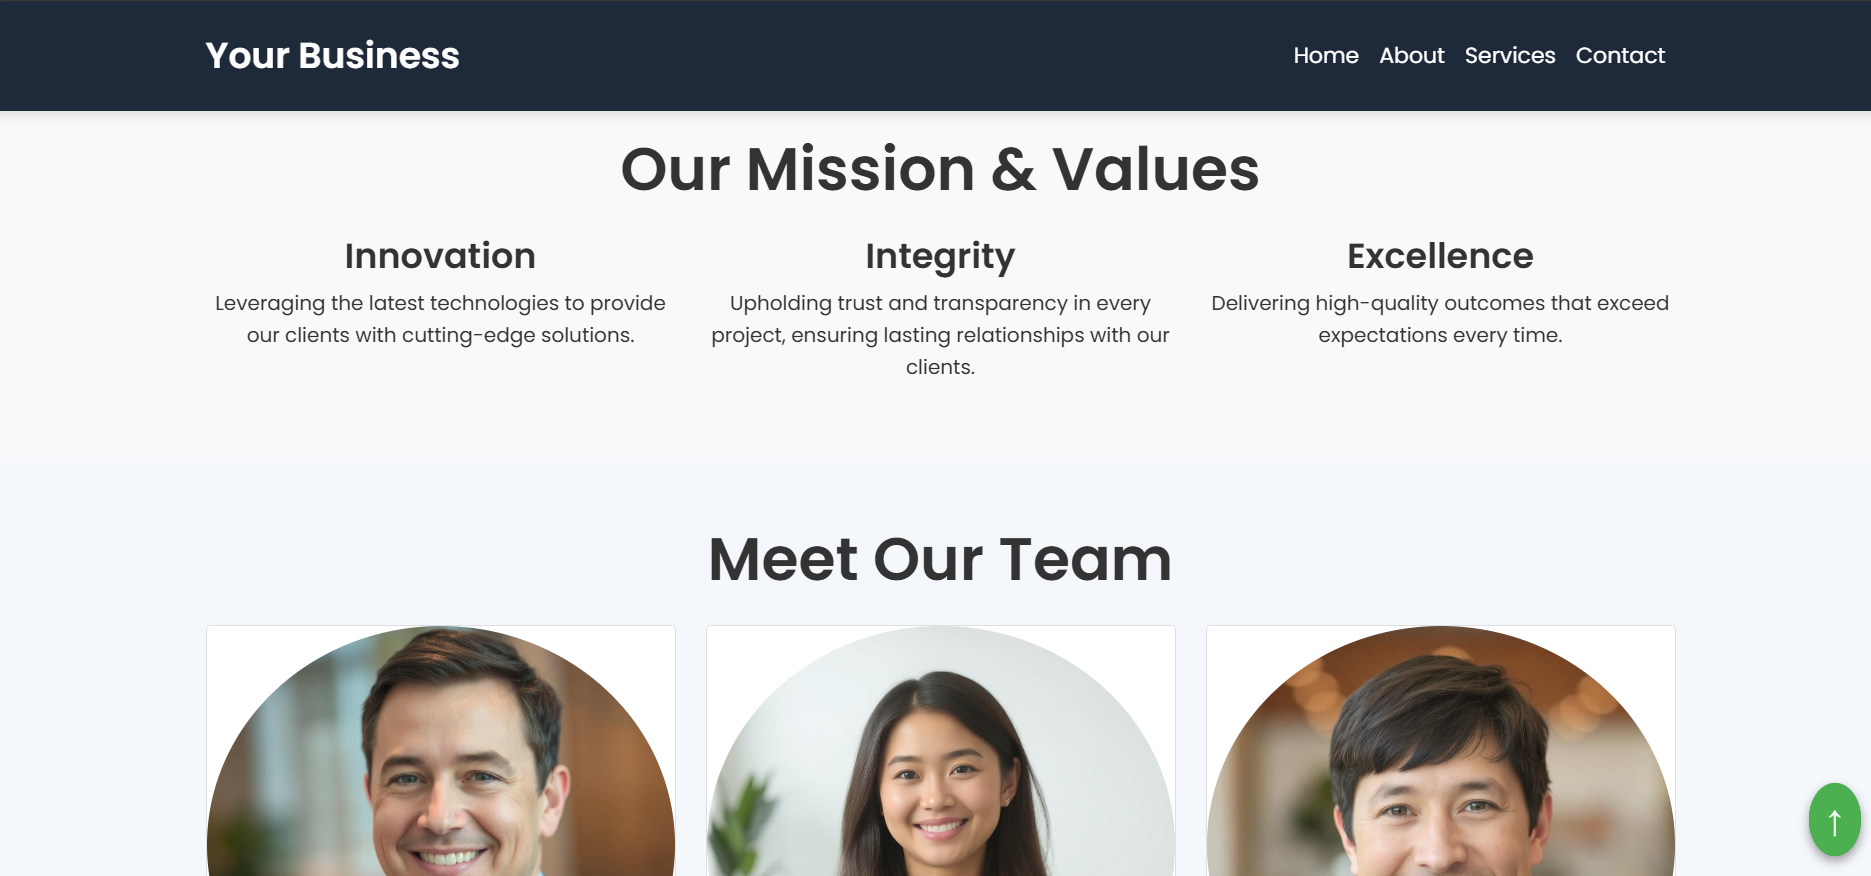 Your Business
Home About Services Contact
Our Mission & Values
Innovation
Leveraging the latest technologies to provide
our clients with cutting-edge solutions.
Integrity
Upholding trust and transparency in every
project, ensuring lasting relationships with our
clients.
Excellence
Delivering high-quality outcomes that exceed
expectations every time.
Meet Our Team
↑